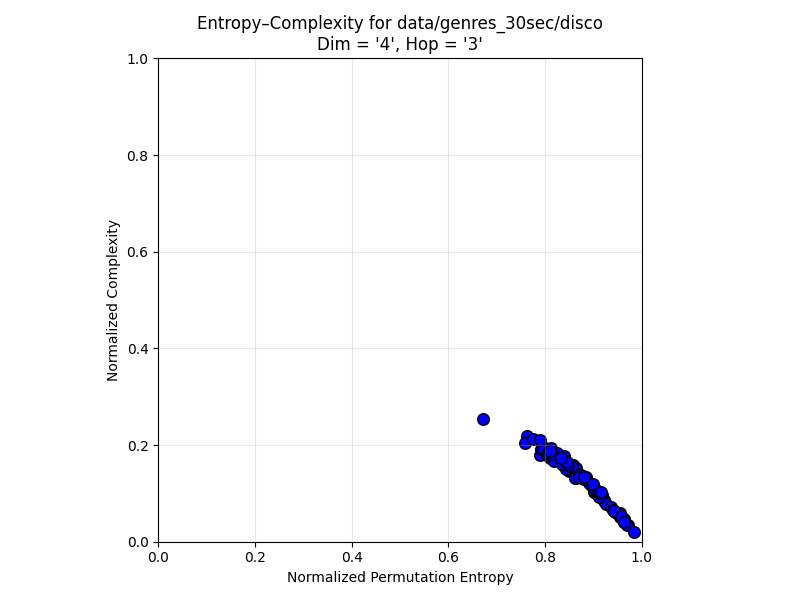 Entropy–Complexity for data/genres_30sec/disco
Dim = '4', Hop = '3'
1.0
0.8
0.6
0.4
0.2
0.0
Normalized Complexity
0.0 0.2 0.4 0.6 0.8 1.0
Normalized Permutation Entropy